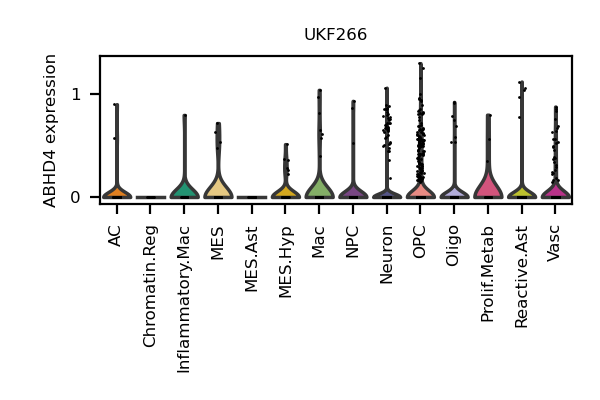 UKF266
ABHD4 expression
1
0
AC
Chromatin.Reg
Inflammatory.Mac
MES
MES.Ast
MES.Hyp
Mac
NPC
Neuron
OPC
Oligo
Prolif.Metab
Reactive.Ast
Vasc